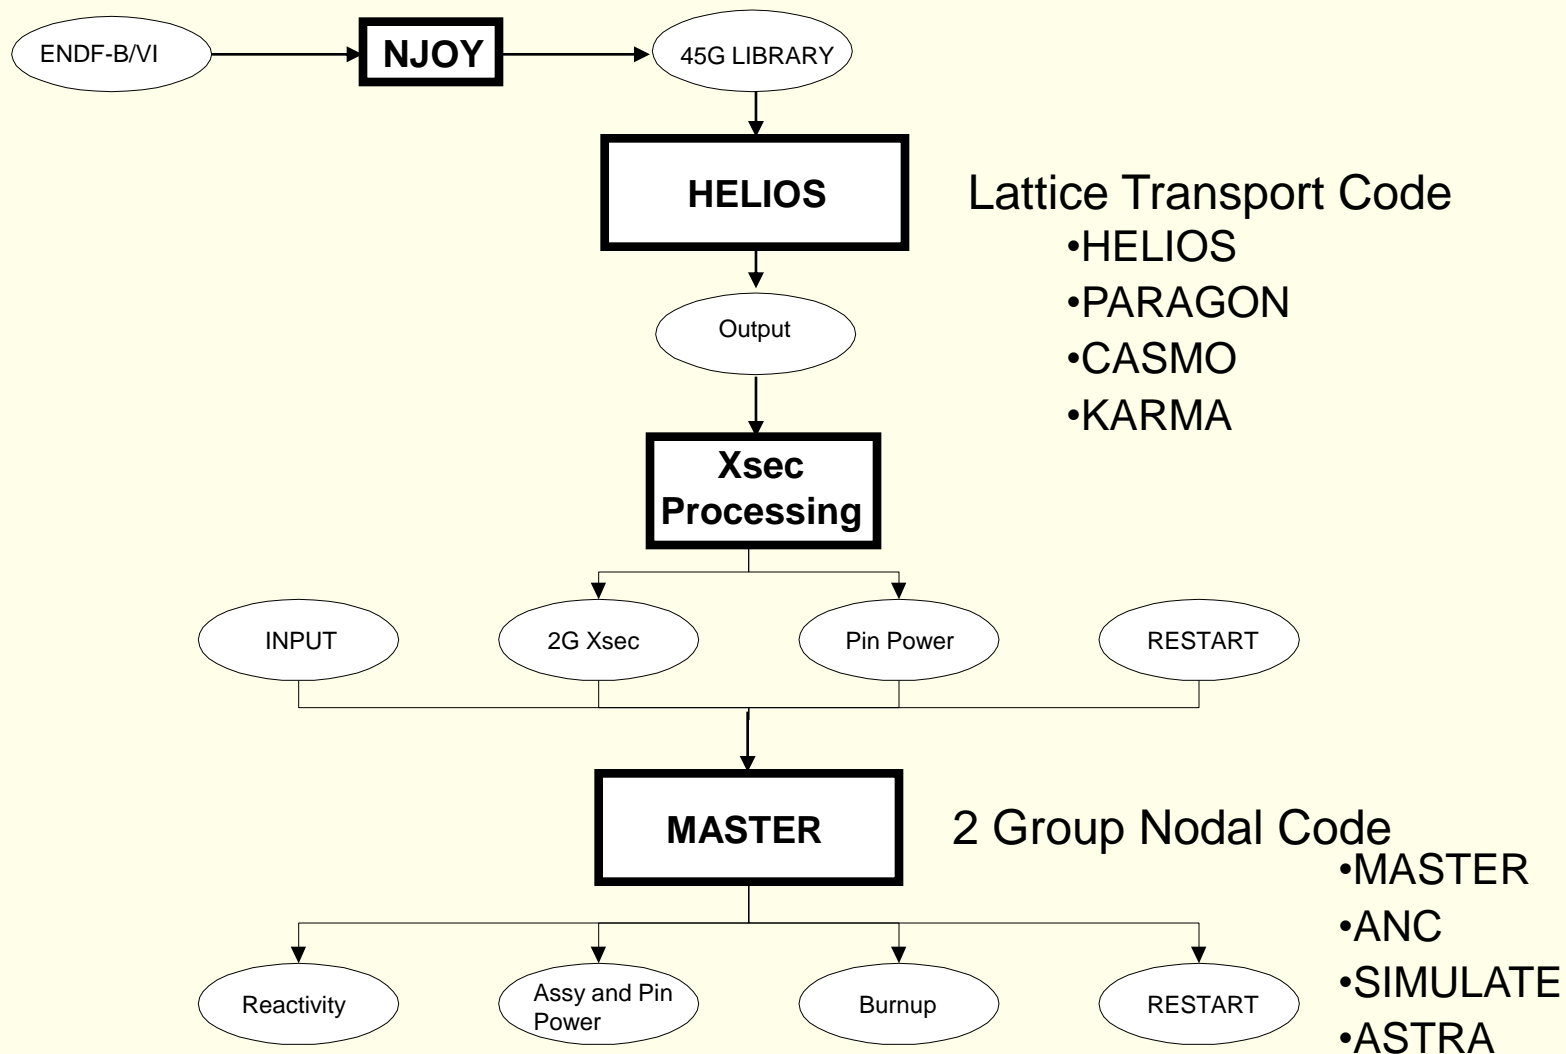 ENDF-B/VI
NJOY
45G LIBRARY
HELIOS
Lattice Transport Code
•HELIOS
•PARAGON
•CASMO
•KARMA
Output
Xsec
Processing
INPUT
2G Xsec
Pin Power
RESTART
MASTER
2 Group Nodal Code
•MASTER
•ANC
•SIMULATE
•ASTRA
Reactivity
Assy and Pin
Power
Burnup
RESTART